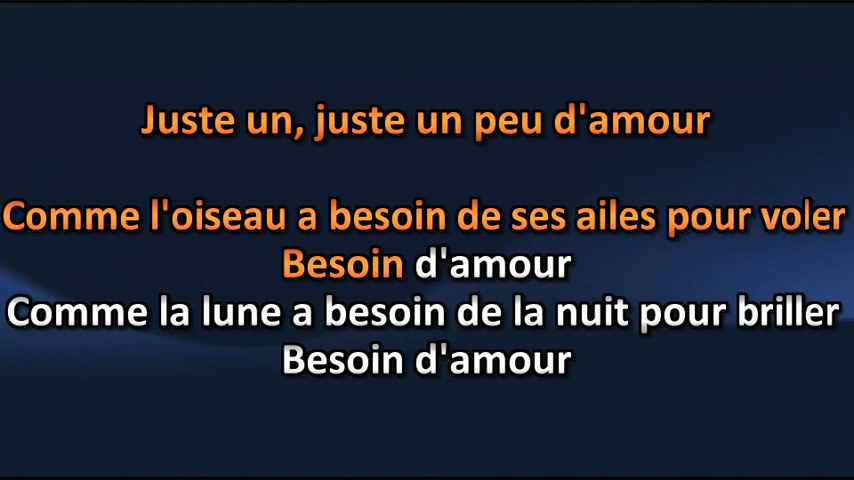 Juste un, juste un peu d'amour
Comme l'oiseau a besoin de ses ailes pour voler
Besoin d'amour
Comme la lune a besoin de la nuit pour briller
Besoin d'amour